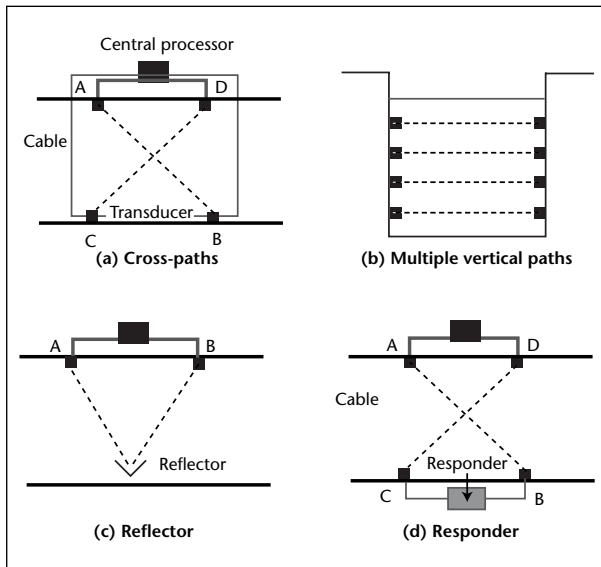 Central processor
A
D
Cable
Transducer
C
B
(a) Cross-paths
(b) Multiple vertical paths
A
B
Reflector
(c) Reflector
A
D
Cable
Responder
C
B
(d) Responder